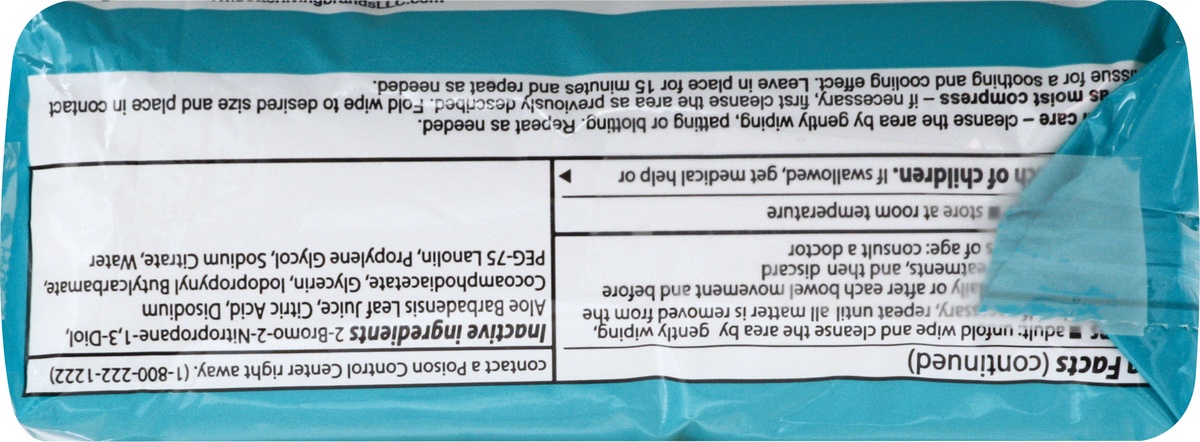 Facts (continued)
■ adult: unfold wipe and cleanse the area by gently wiping,
repeat until all matter is removed from the
or after each bowel movement and before
and then discard
of age: consult a doctor
■ store at room temperature
of children. If swallowed, get medical help or ►
contact a Poison Control Center right away. (1-800-222-1222)
Inactive ingredients 2-Bromo-2-Nitropropane-1,3-Diol,
Aloe Barbadensis Leaf Juice, Citric Acid, Disodium
Cocoamphodiacetate, Glycerin, Iodopropynyl Butylcarbamate,
PEG-75 Lanolin, Propylene Glycol, Sodium Citrate, Water
care – cleanse the area by gently wiping, patting or blotting. Repeat as needed.
as moist compress – if necessary, first cleanse the area as previously described. Fold wipe to desired size and place in contact
for a soothing and cooling effect. Leave in place for 15 minutes and repeat as needed.